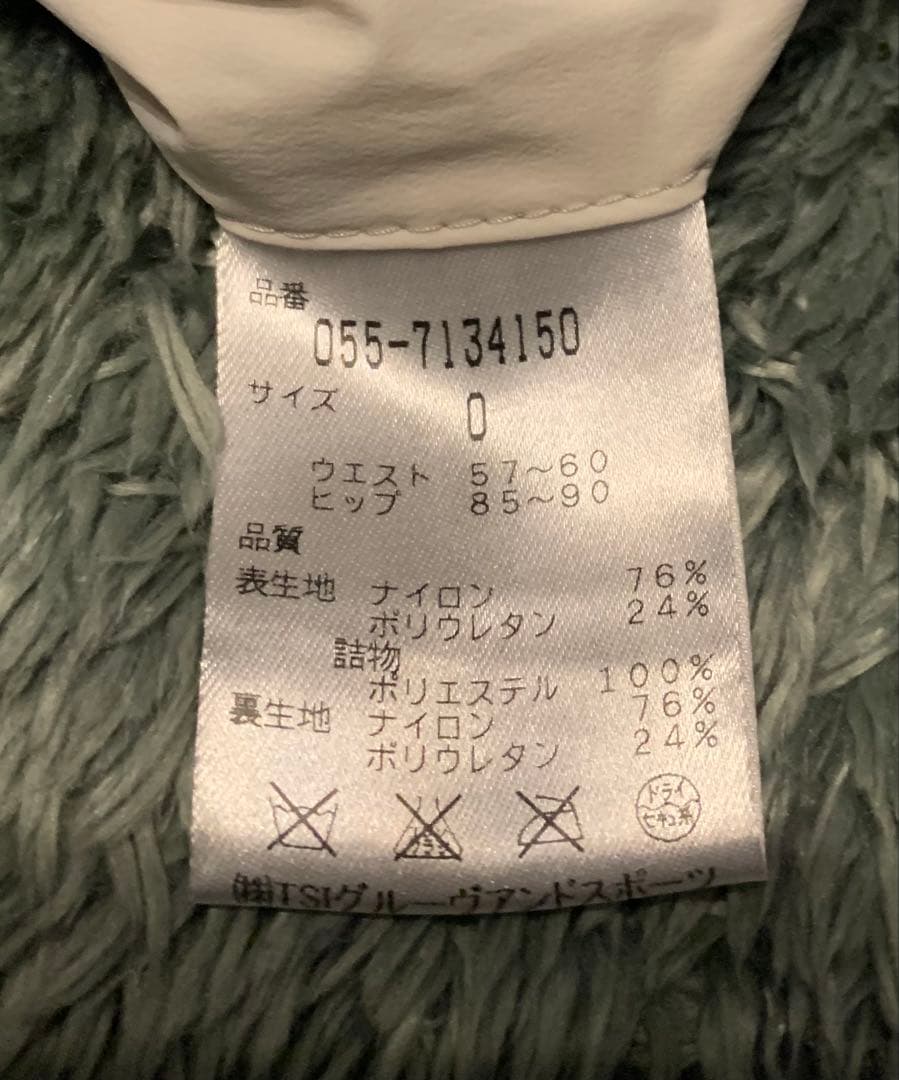 品番
055-7134150
サイズ 0
ウエスト 57~60
ヒップ 85~90
品質
表生地 ナイロン 76%
ポリウレタン 24%
詰物
ポリエステル 100%
裏生地 ナイロン 76%
ポリウレタン 24%
ドライ
セキユ系
㈱TSIグルーヴアンドスポーツ